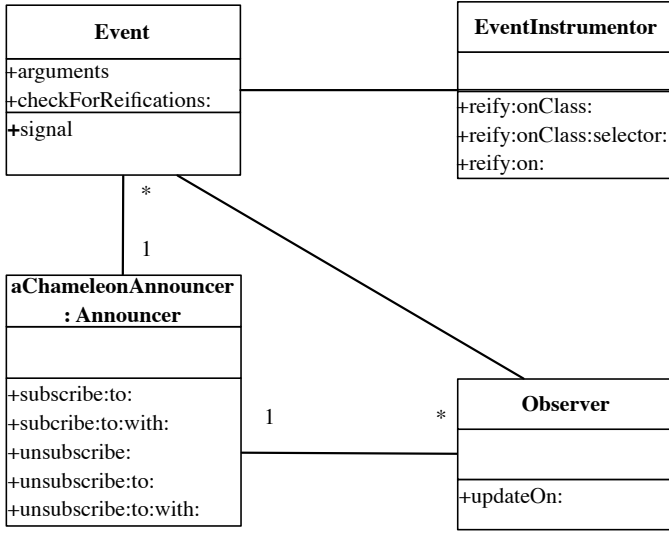 Event
+arguments
+checkForReifications:
+signal
EventInstrumentor
+reify:onClass:
+reify:onClass:selector:
+reify:on:
*
1
aChameleonAnnouncer
: Announcer
+subscribe:to:
+subcribe:to:with:
+unsubscribe:
+unsubscribe:to:
+unsubscribe:to:with:
1
*
Observer
+updateOn: